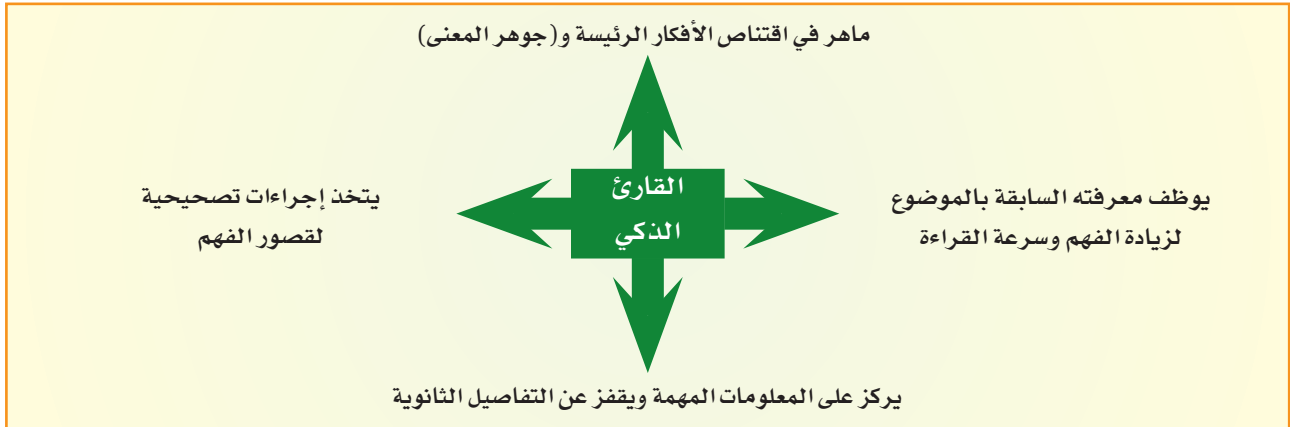 ماهر في اقتناص الأفكار الرئيسة و(جوهر المعنى)
القارئ
الذكي
يوظف معرفته السابقة بالموضوع
لزيادة الفهم وسرعة القراءة
يتخذ إجراءات تصحيحية
لقصور الفهم
يركز على المعلومات المهمة ويقفز عن التفاصيل الثانوية